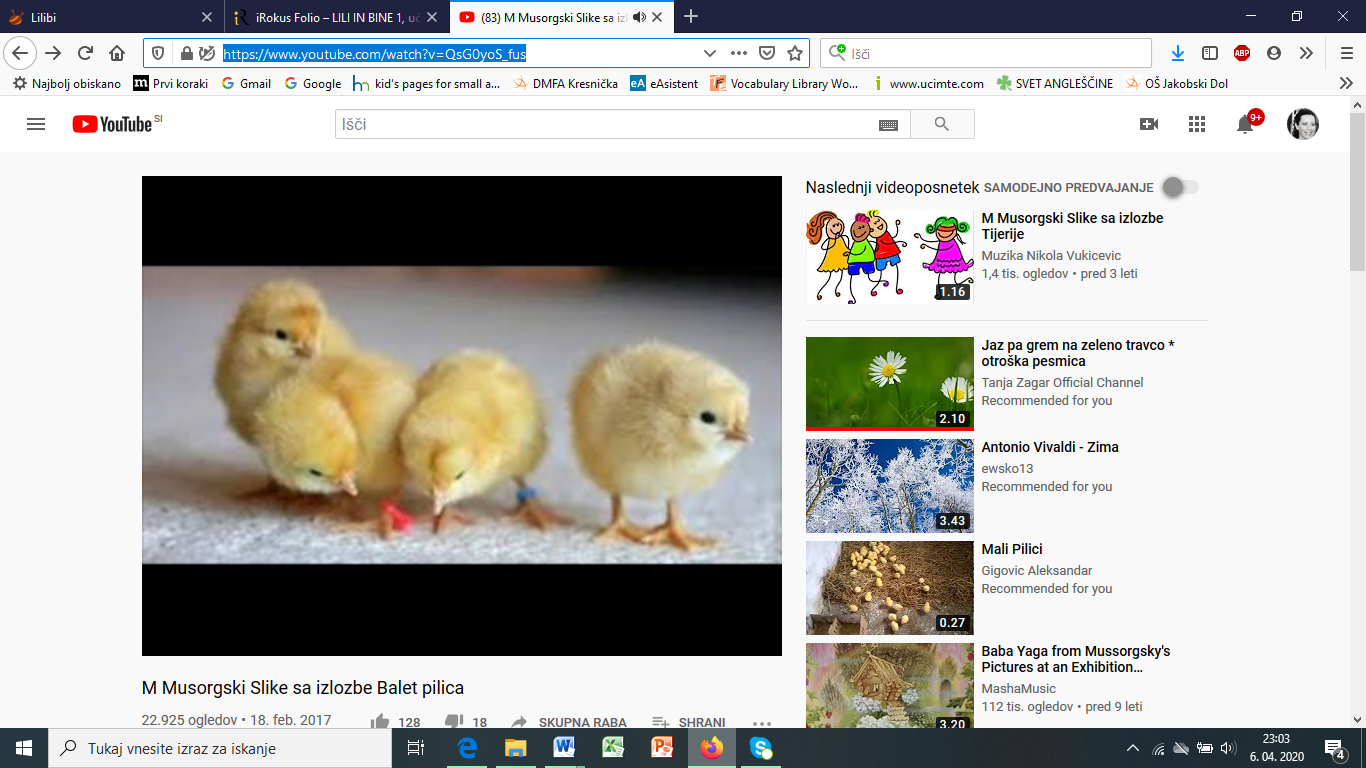 Lilibi
iRokus Folio – LILI IN BINE 1, uč
(83) M Musorgski Slike sa iz
https://www.youtube.com/watch?v=QsG0yoS_fus
Išči
Najbolj obiskano
m Prvi koraki
G Gmail
G Google
kid's pages for small a...
DMFA Kresnička
eA eAsistent
Vocabulary Library Wo...
www.ucimte.com
SVET ANGLEŠČINE
OŠ Jakobski Dol
ABP
YouTube SI
Išči
9+
Naslednji videoposnetek SAMODEJNO PREDVAJANJE
M Musorgski Slike sa izlozbe
Tijerije
Muzika Nikola Vukicevic
1,4 tis. ogledov • pred 3 leti
1.16
Jaz pa grem na zeleno travco *
otroška pesmica
Tanja Zagar Official Channel
Recommended for you
2.10
Antonio Vivaldi - Zima
ewsko13
Recommended for you
3.43
Mali Pilici
Gigovic Aleksandar
Recommended for you
0.27
Baba Yaga from Mussorgsky's
Pictures at an Exhibition...
MashaMusic
112 tis. ogledov • pred 9 leti
3.20
M Musorgski Slike sa izlozbe Balet pilica
22.925 ogledov • 18. feb. 2017
128
18
SKUPNA RABA
SHRANI
Tukaj vnesite izraz za iskanje
23:03
6. 04. 2020
4